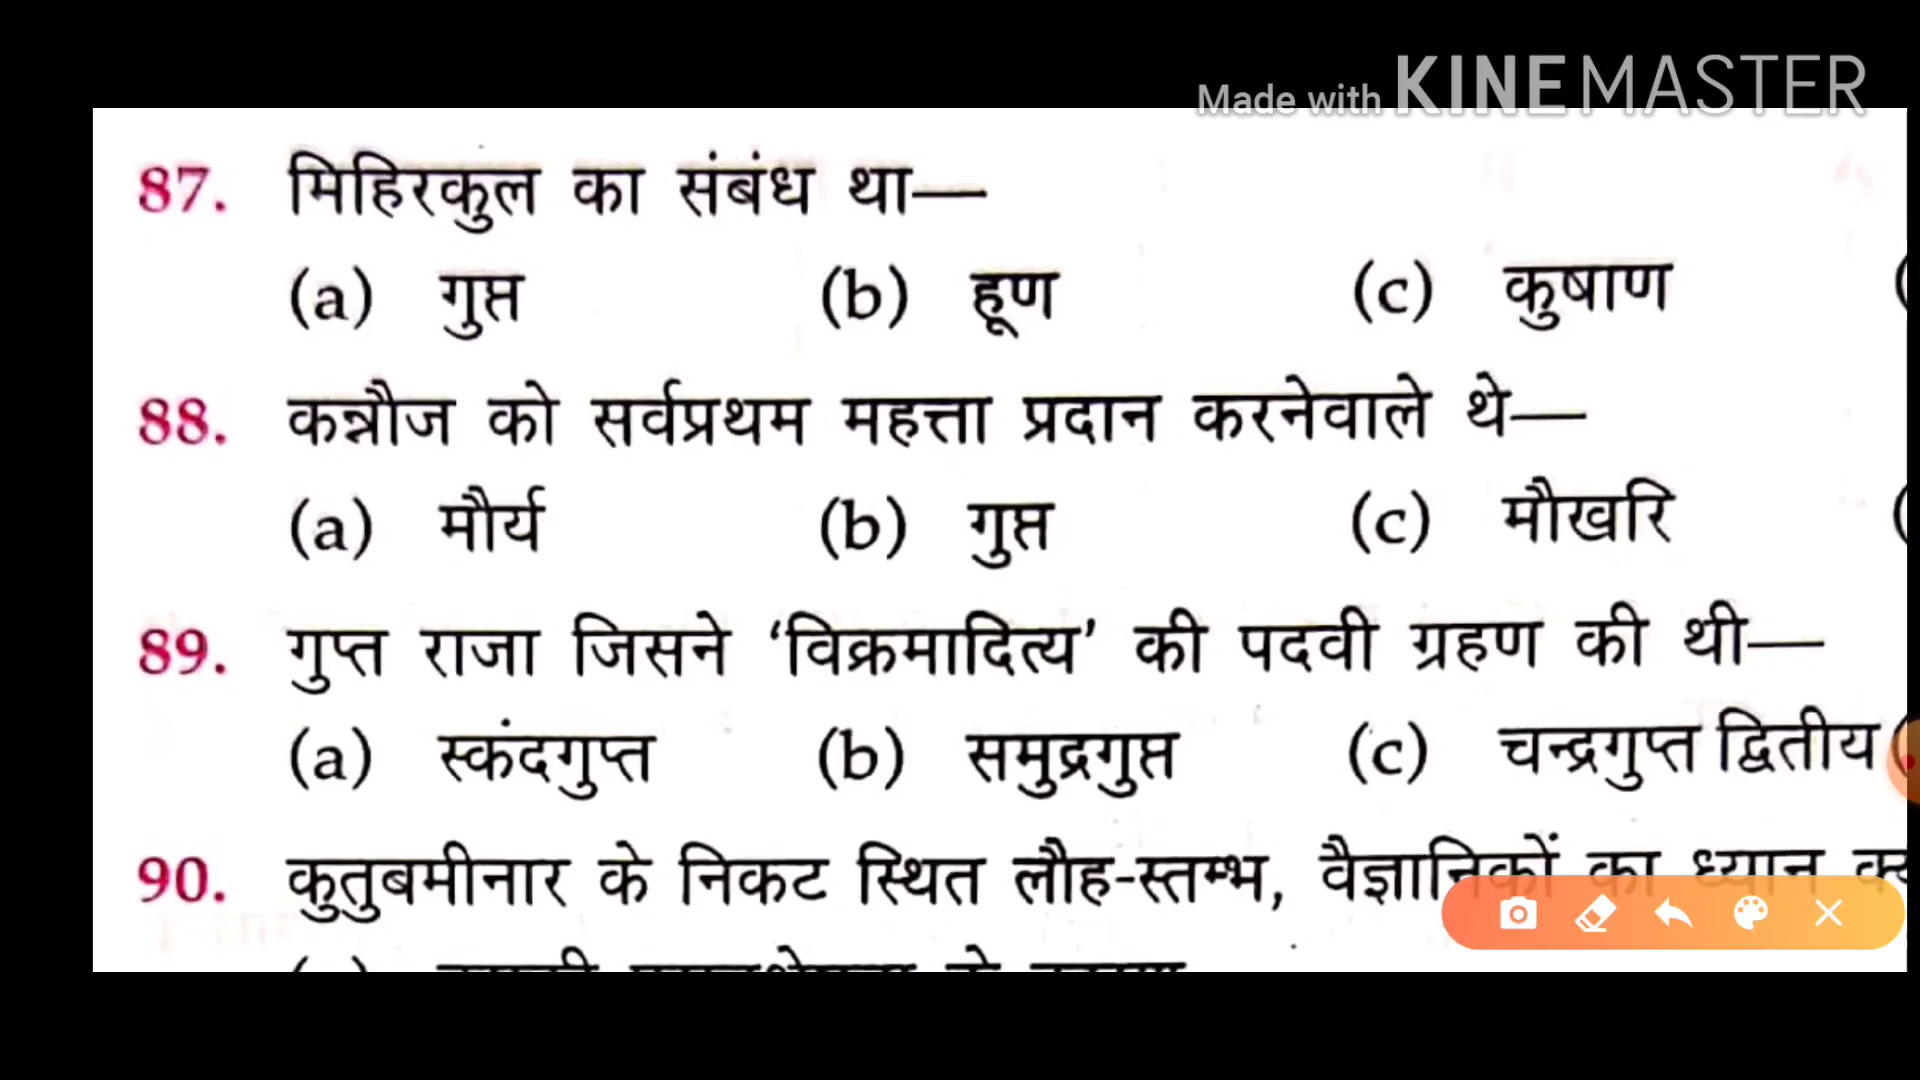 Made with KINEMASTER
87. मिहिरकुल का संबंध था—
(a) गुप्त (b) हूण (c) कुषाण
88. कन्नौज को सर्वप्रथम महत्ता प्रदान करनेवाले थे—
(a) मौर्य (b) गुप्त (c) मौखरि
89. गुप्त राजा जिसने ‘विक्रमादित्य’ की पदवी ग्रहण की थी—
(a) स्कंदगुप्त (b) समुद्रगुप्त (c) चन्द्रगुप्त द्वितीय
90. कुतुबमीनार के निकट स्थित लौह-स्तम्भ, वैज्ञानिकों का ध्यान